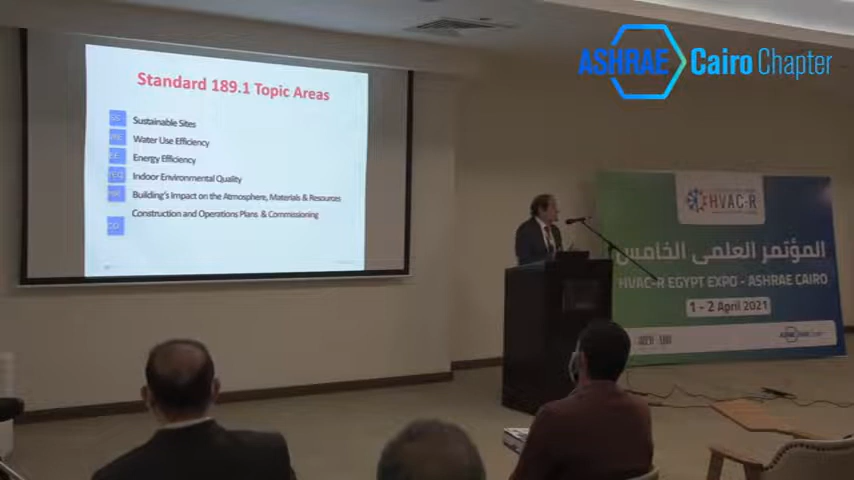 ASHRAE Cairo Chapter
Standard 189.1 Topic Areas
SS Sustainable Sites
Water Use Efficiency
EE Energy Efficiency
IEQ Indoor Environmental Quality
Building's Impact on the Atmosphere, Materials & Resources
Construction and Operations Plans & Commissioning
CO
HVAC-R
المؤتمر العلمى الخامس
HVAC-R EGYPT EXPO - ASHRAE CAIRO
1 - 2 April 2021